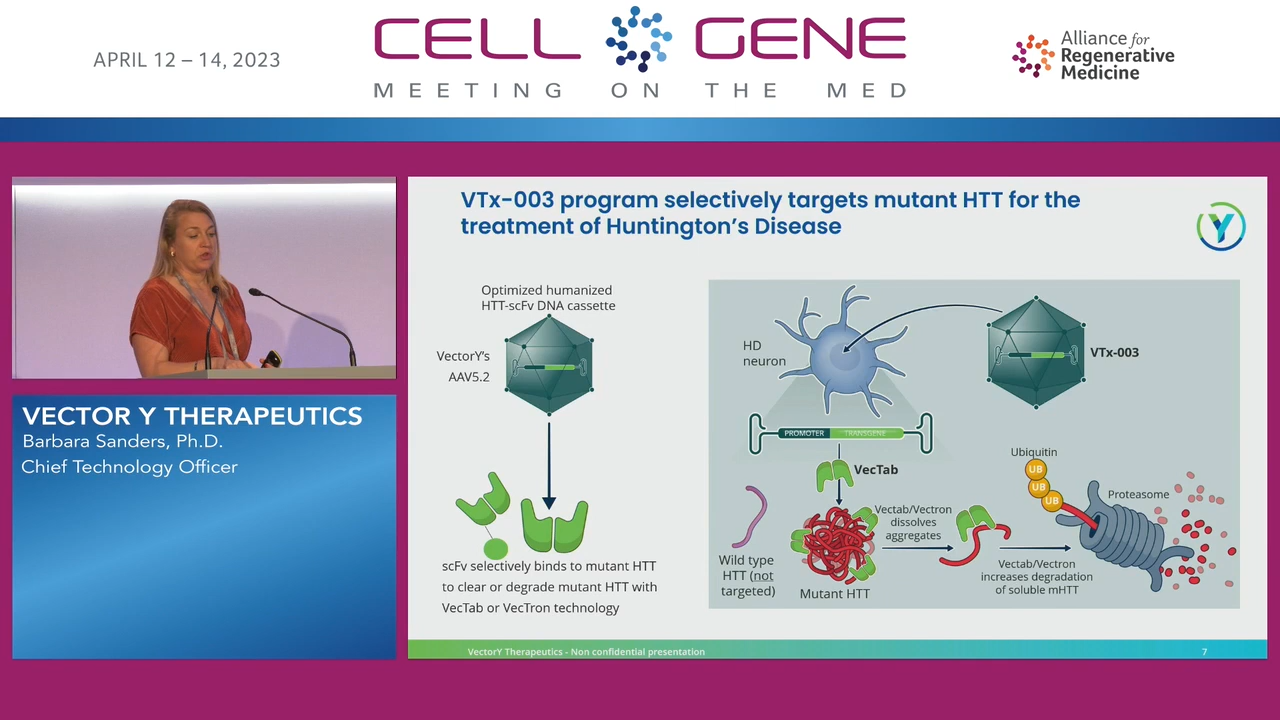 APRIL 12 – 14, 2023
CELL GENE
MEETING ON THE MED
Alliance for
Regenerative
Medicine
VECTOR Y THERAPEUTICS
Barbara Sanders, Ph.D.
Chief Technology Officer
VTx-003 program selectively targets mutant HTT for the
treatment of Huntington's Disease
Y
Optimized humanized
HTT-scFv DNA cassette
VectorY's
AAV5.2
scFv selectively binds to mutant HTT
to clear or degrade mutant HTT with
VecTab or VecTron technology
HD
neuron
VTx-003
PROMOTER TRANSGENE
VecTab
Wild type
HTT (not
targeted)
Mutant HTT
Vectab/Vectron
dissolves
aggregates
Ubiquitin
UB
UB
UB
Proteasome
Vectab/Vectron
increases degradation
of soluble mHTT
VectorY Therapeutics - Non confidential presentation
7